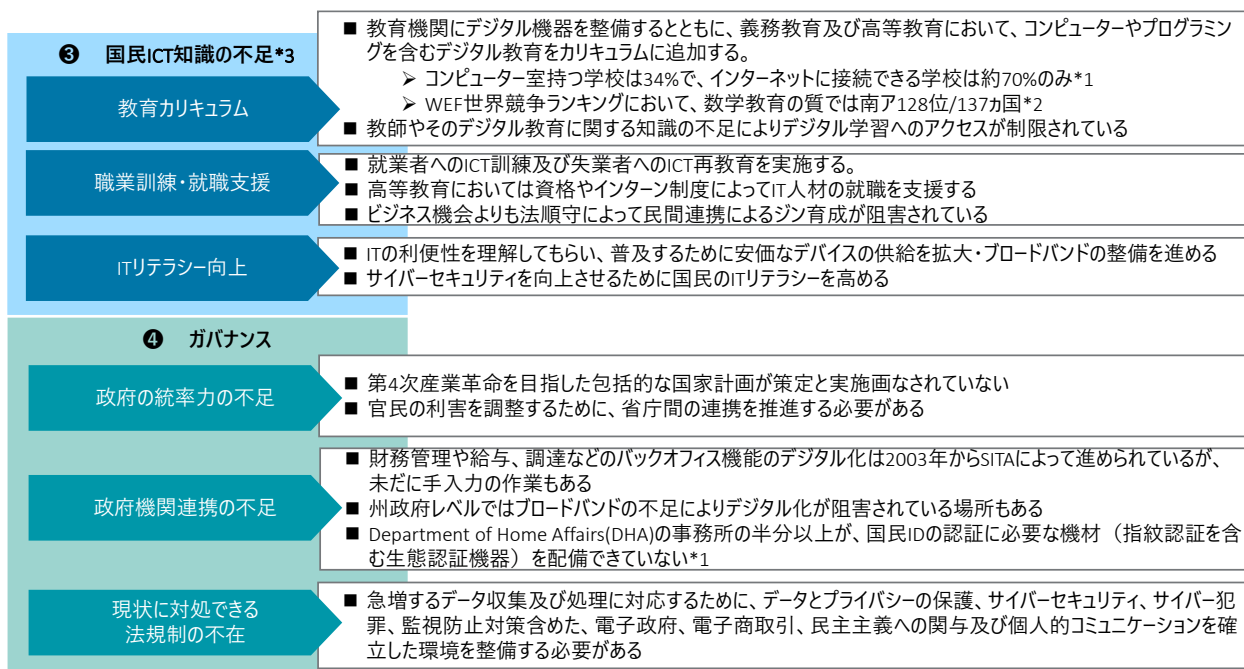 ❸ 国民ICT知識の不足*3
教育カリキュラム
■ 教育機関にデジタル機器を整備するとともに、義務教育及び高等教育において、コンピューターやプログラミン
グを含むデジタル教育をカリキュラムに追加する。
➢ コンピューター室持つ学校は34%で、インターネットに接続できる学校は約70%のみ*1
➢ WEF世界競争ランキングにおいて、数学教育の質では南ア128位/137ヵ国*2
■ 教師やそのデジタル教育に関する知識の不足によりデジタル学習へのアクセスが制限されている
職業訓練・就職支援
■ 就業者へのICT訓練及び失業者へのICT再教育を実施する。
■ 高等教育においては資格やインターン制度によってIT人材の就職を支援する
■ ビジネス機会よりも法順守によって民間連携によるジン育成が阻害されている
ITリテラシー向上
■ ITの利便性を理解してもらい、普及するために安価なデバイスの供給を拡大・ブロードバンドの整備を進める
■ サイバーセキュリティを向上させるために国民のITリテラシーを高める
❹ ガバナンス
政府の統率力の不足
■ 第4次産業革命を目指した包括的な国家計画が策定と実施画なされていない
■ 官民の利害を調整するために、省庁間の連携を推進する必要がある
政府機関連携の不足
■ 財務管理や給与、調達などのバックオフィス機能のデジタル化は2003年からSITAによって進められているが、
未だに手入力の作業もある
■ 州政府レベルではブロードバンドの不足によりデジタル化が阻害されている場所もある
■ Department of Home Affairs(DHA)の事務所の半分以上が、国民IDの認証に必要な機材（指紋認証を含
む生態認証機器）を配備できていない*1
現状に対処できる
法規制の不在
■ 急増するデータ収集及び処理に対応するために、データとプライバシーの保護、サイバーセキュリティ、サイバー犯
罪、監視防止対策含めた、電子政府、電子商取引、民主主義への関与及び個人的コミュニケーションを確
立した環境を整備する必要がある